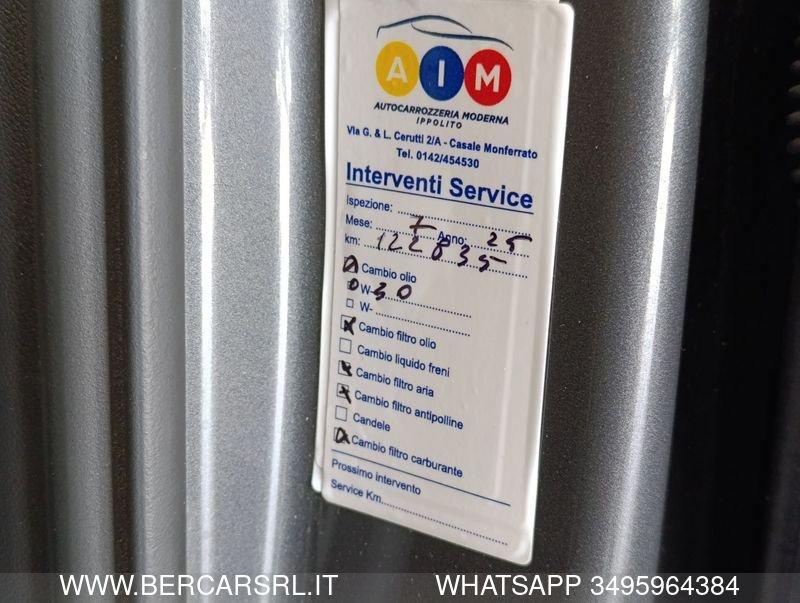 AIM
AUTOCARROZZERIA MODERNA
IPPOLITO
Via G. & L. Cerutti 2/A - Casale Monferrato
Tel. 0142/454530
Interventi Service
Ispezione:
Mese: 7 Anno: 25
km: 122835
Cambio olio
0 W-30
W-
Cambio filtro olio
Cambio liquido freni
Cambio filtro aria
Cambio filtro antipolline
Candele
Cambio filtro carburante
Prossimo intervento
Service Km
WWW.BERCARSRL.IT WHATSAPP 3495964384